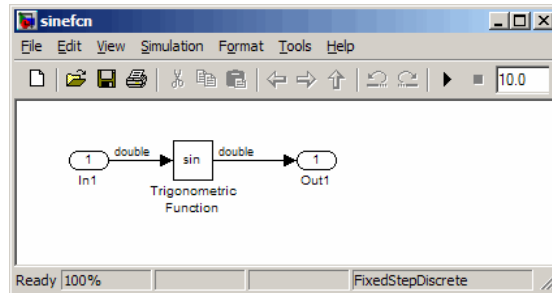 sinefcn
File Edit View Simulation Format Tools Help
10.0
1 double sin double 1
In1 Trigonometric Function Out1
Ready 100% FixedStepDiscrete